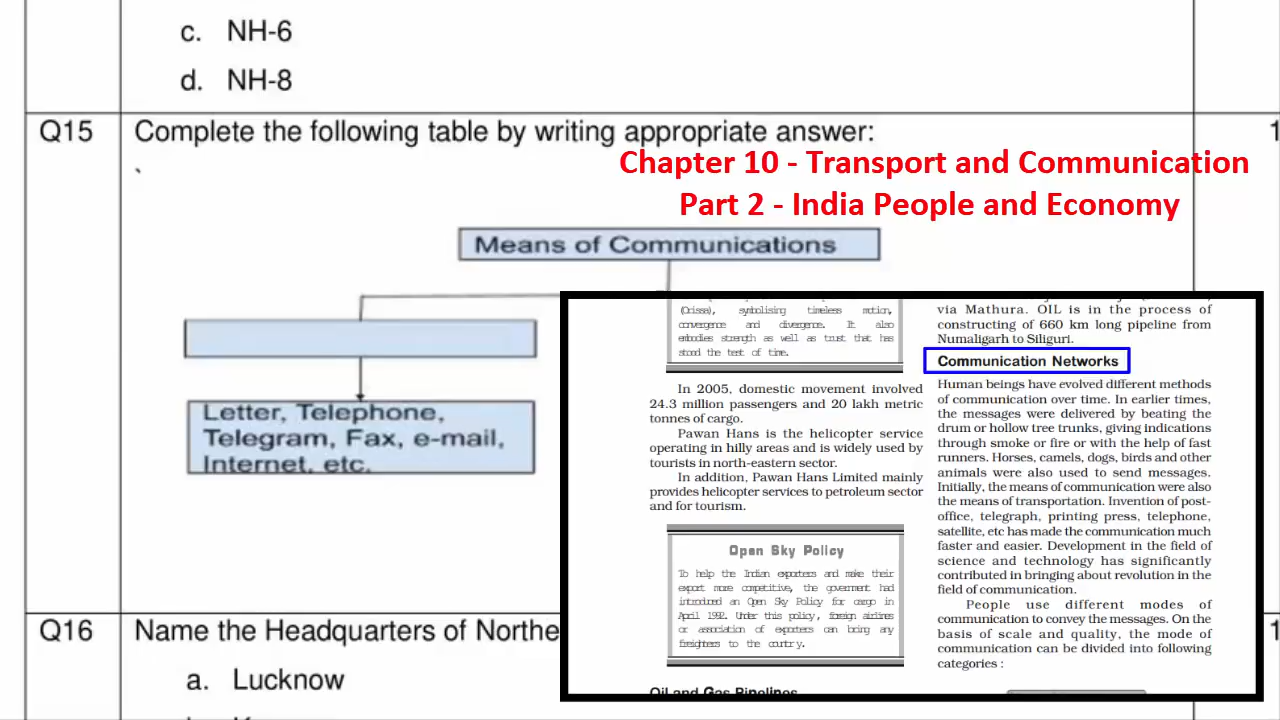 c. NH-6
d. NH-8
Q15 Complete the following table by writing appropriate answer: 1
Chapter 10 - Transport and Communication
Part 2 - India People and Economy
Means of Communications
Letter, Telephone,
Telegram, Fax, e-mail,
Internet, etc.
Q16 Name the Headquarters of Northe 1
a. Lucknow
(Orissa), symbolising timeless motion,
convergence and divergence. It also
embodies strength as well as trust that has
stood the test of time.
In 2005, domestic movement involved
24.3 million passengers and 20 lakh metric
tonnes of cargo.
Pawan Hans is the helicopter service
operating in hilly areas and is widely used by
tourists in north-eastern sector.
In addition, Pawan Hans Limited mainly
provides helicopter services to petroleum sector
and for tourism.
Open Sky Policy
To help the Indian exporters and make their
export more competitive, the goverment had
introduced an Open Sky Policy for cargo in
April 1992. Under this policy, foreign airlines
or association of exporters can bring any
freighters to the country.
Oil and Gas Pipelines
via Mathura. OIL is in the process of
constructing of 660 km long pipeline from
Numaligarh to Siliguri.
Communication Networks
Human beings have evolved different methods
of communication over time. In earlier times,
the messages were delivered by beating the
drum or hollow tree trunks, giving indications
through smoke or fire or with the help of fast
runners. Horses, camels, dogs, birds and other
animals were also used to send messages.
Initially, the means of communication were also
the means of transportation. Invention of post-
office, telegraph, printing press, telephone,
satellite, etc has made the communication much
faster and easier. Development in the field of
science and technology has significantly
contributed in bringing about revolution in the
field of communication.
People use different modes of
communication to convey the messages. On the
basis of scale and quality, the mode of
communication can be divided into following
categories :